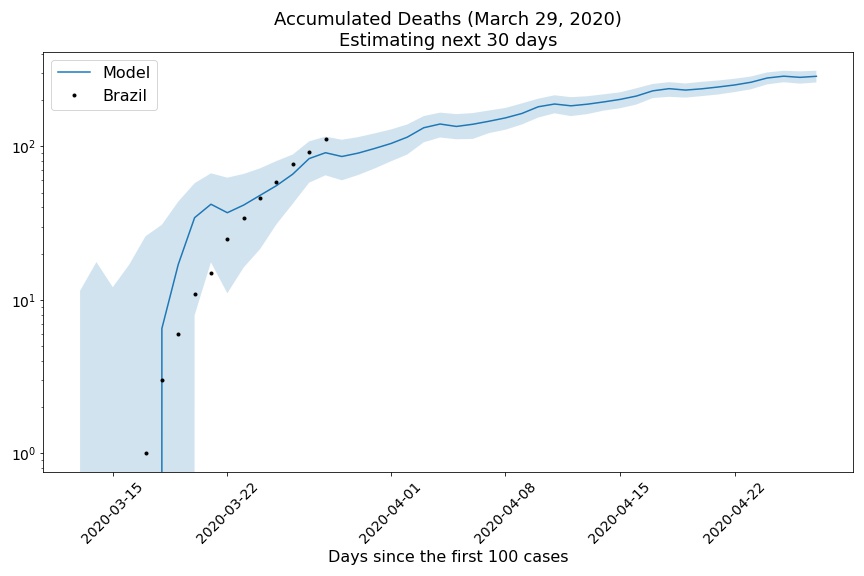 Accumulated Deaths (March 29, 2020)
Estimating next 30 days
Model
Brazil
10²
10¹
10⁰
2020-03-15
2020-03-22
2020-04-01
2020-04-08
2020-04-15
2020-04-22
Days since the first 100 cases